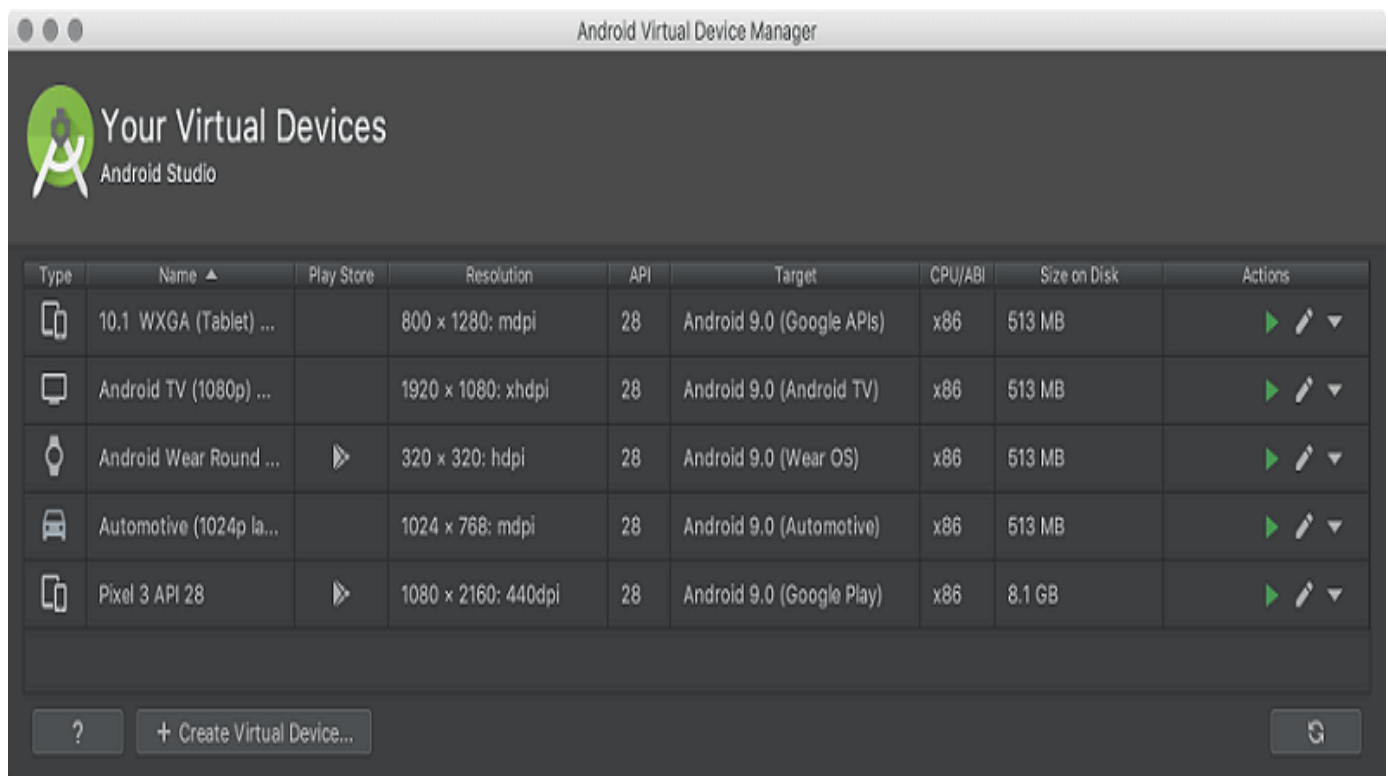 Android Virtual Device Manager
Your Virtual Devices
Android Studio
Type Name Play Store Resolution API Target CPU/ABI Size on Disk Actions
10.1 WXGA (Tablet) ... 800 × 1280: mdpi 28 Android 9.0 (Google APIs) x86 513 MB
Android TV (1080p) ... 1920 × 1080: xhdpi 28 Android 9.0 (Android TV) x86 513 MB
Android Wear Round ... 320 × 320: hdpi 28 Android 9.0 (Wear OS) x86 513 MB
Automotive (1024p la... 1024 × 768: mdpi 28 Android 9.0 (Automotive) x86 513 MB
Pixel 3 API 28 1080 × 2160: 440dpi 28 Android 9.0 (Google Play) x86 8.1 GB
? + Create Virtual Device...